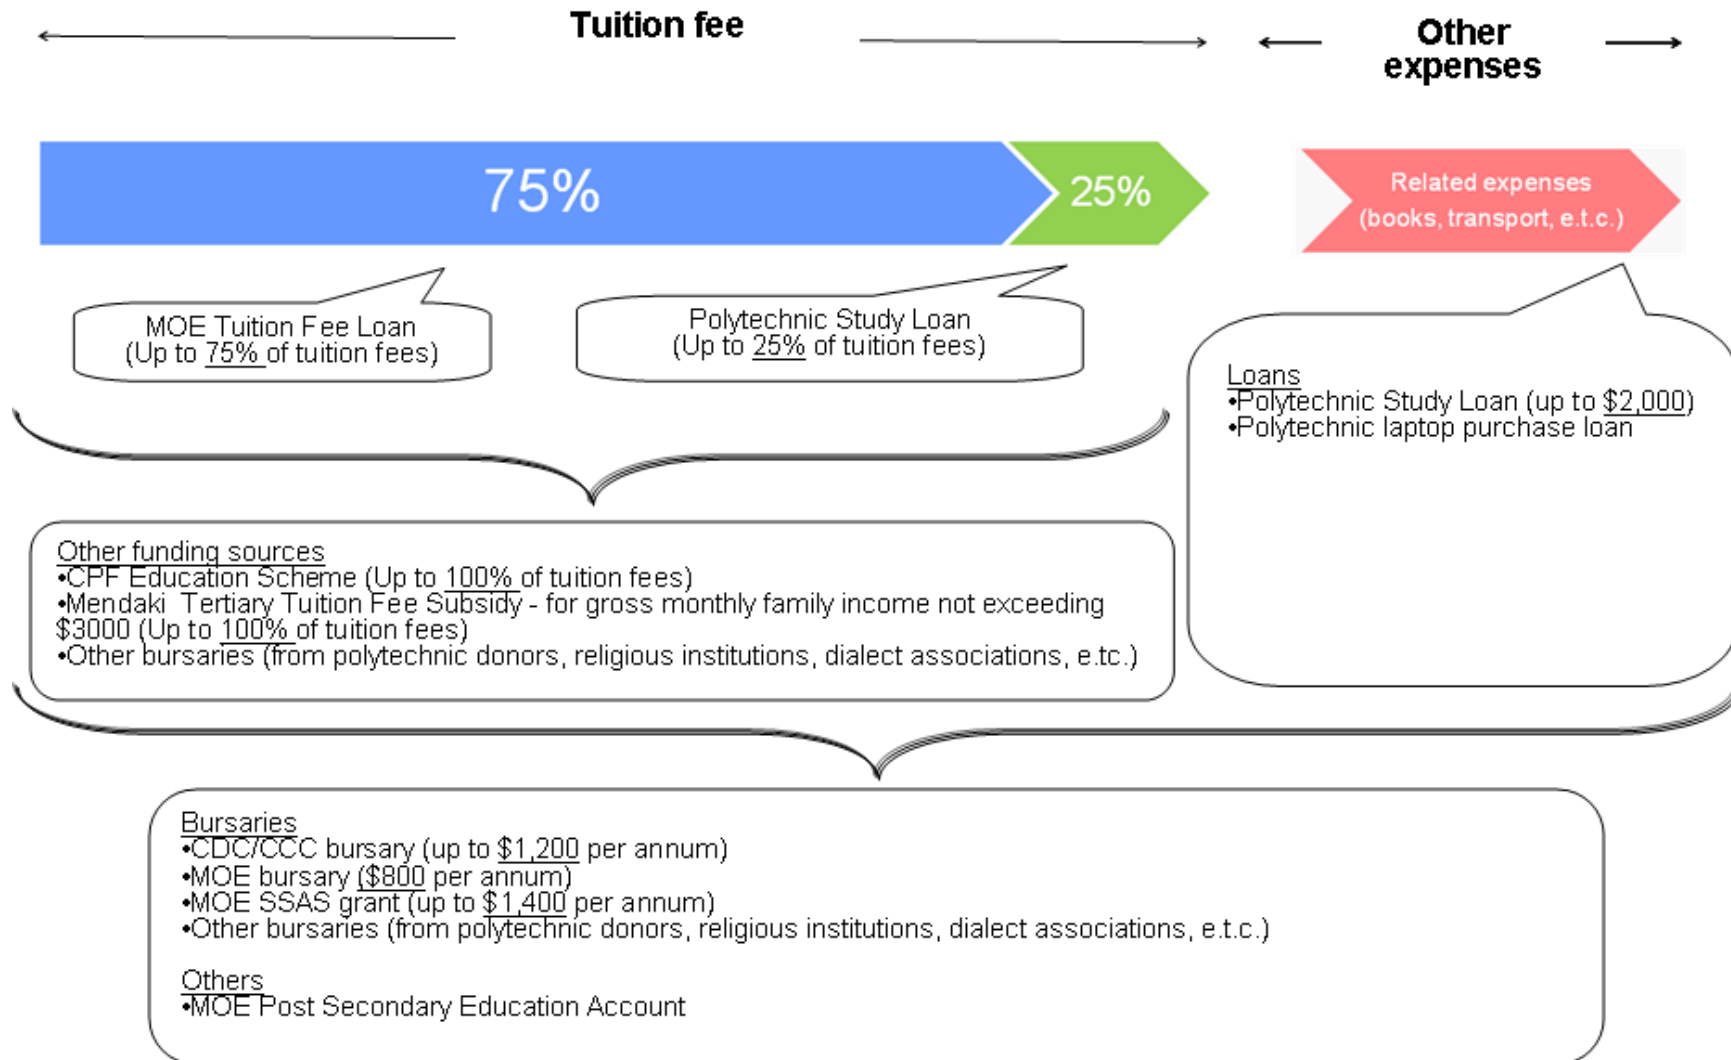 Tuition fee
Other
expenses
75%
25%
Related expenses
(books, transport, e.t.c.)
MOE Tuition Fee Loan
(Up to 75% of tuition fees)
Polytechnic Study Loan
(Up to 25% of tuition fees)
Loans
•Polytechnic Study Loan (up to $2,000)
•Polytechnic laptop purchase loan
Other funding sources
•CPF Education Scheme (Up to 100% of tuition fees)
•Mendaki  Tertiary Tuition Fee Subsidy - for gross monthly family income not exceeding
$3000 (Up to 100% of tuition fees)
•Other bursaries (from polytechnic donors, religious institutions, dialect associations, e.tc.)
Bursaries
•CDC/CCC bursary (up to $1,200 per annum)
•MOE bursary ($800 per annum)
•MOE SSAS grant (up to $1,400 per annum)
•Other bursaries (from polytechnic donors, religious institutions, dialect associations, e.t.c.)
Others
•MOE Post Secondary Education Account